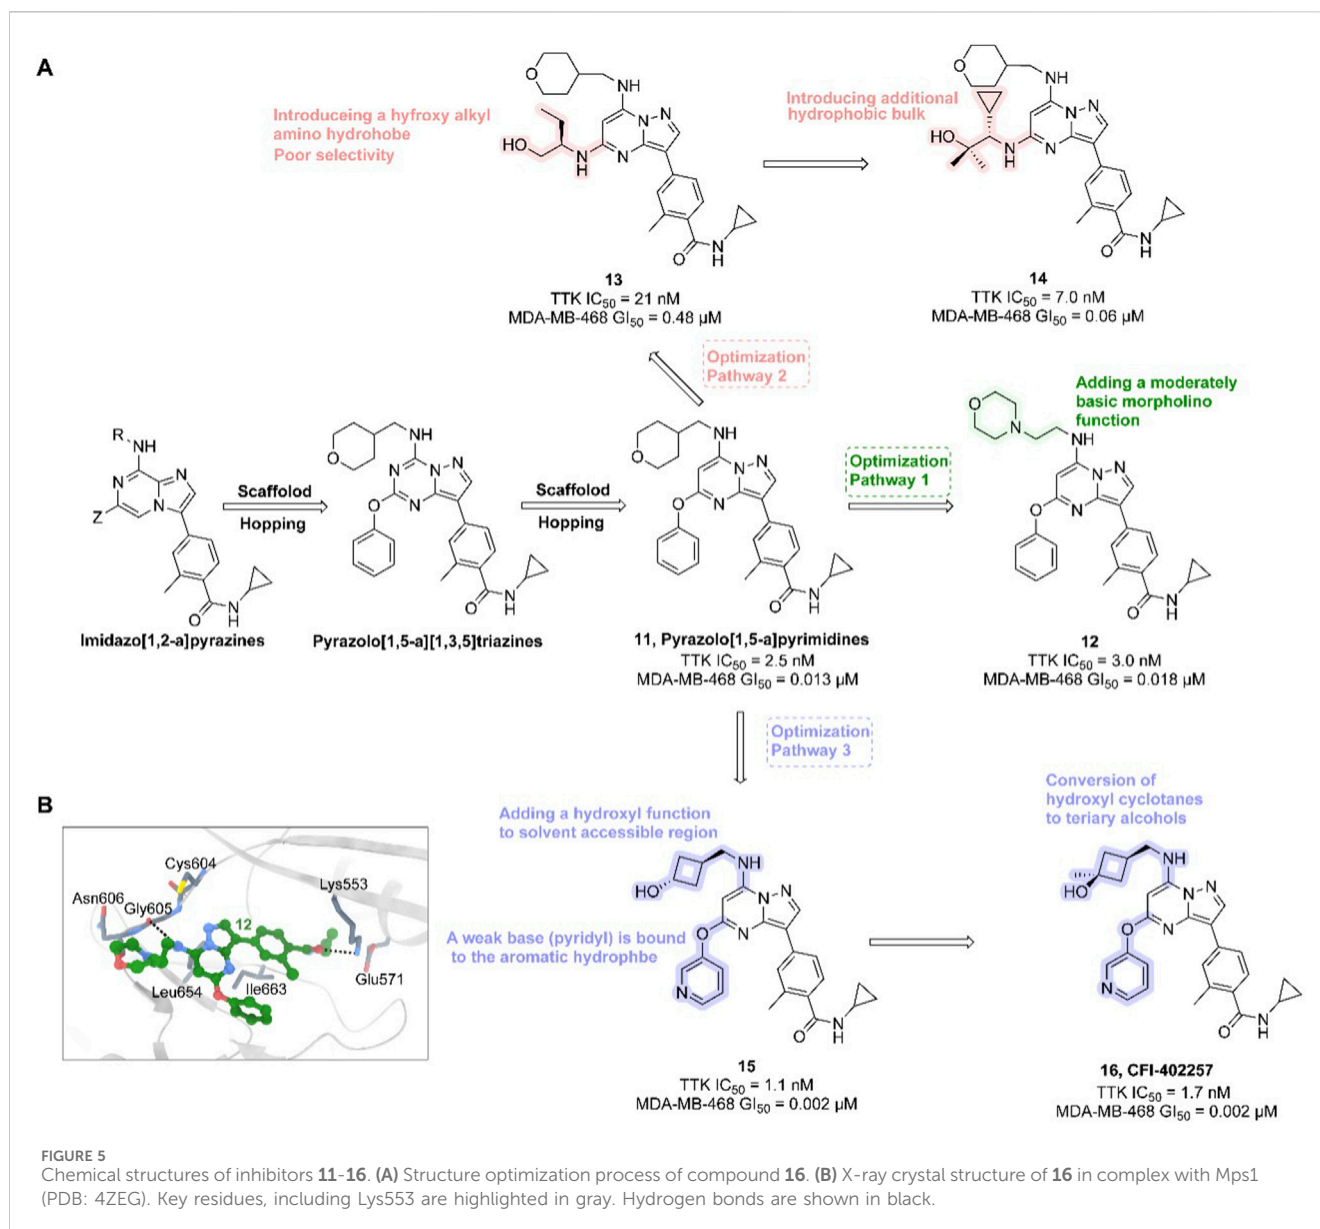 A
Introduceing a hyfroxy alkyl
amino hydrohobe
Poor selectivity
O
NH
HO
N
H
N
N
N
O
N
H
13
TTK IC50 = 21 nM
MDA-MB-468 GI50 = 0.48 µM
Introducing additional
hydrophobic bulk
O
NH
HO
N
H
N
N
N
O
N
H
14
TTK IC50 = 7.0 nM
MDA-MB-468 GI50 = 0.06 µM
Optimization
Pathway 2
R
NH
N
N
Z
N
O
N
H
Imidazo[1,2-a]pyrazines
Scaffolod
Hopping
O
NH
N
N
N
O
N
O
N
H
Pyrazolo[1,5-a][1,3,5]triazines
Scaffolod
Hopping
O
NH
N
N
O
N
O
N
H
11, Pyrazolo[1,5-a]pyrimidines
TTK IC50 = 2.5 nM
MDA-MB-468 GI50 = 0.013 µM
Optimization
Pathway 1
Adding a moderately
basic morpholino
function
O
N
NH
N
N
O
N
O
N
H
12
TTK IC50 = 3.0 nM
MDA-MB-468 GI50 = 0.018 µM
Optimization
Pathway 3
Adding a hydroxyl function
to solvent accessible region
A weak base (pyridyl) is bound
to the aromatic hydrophbe
HO
NH
N
N
O
N
N
O
N
H
15
TTK IC50 = 1.1 nM
MDA-MB-468 GI50 = 0.002 µM
Conversion of
hydroxyl cyclotanes
to teriary alcohols
HO
NH
N
N
O
N
N
O
N
H
16, CFI-402257
TTK IC50 = 1.7 nM
MDA-MB-468 GI50 = 0.002 µM
B
Cys604
Asn606
Gly605
12
Lys553
Leu654
Ile663
Glu571
FIGURE 5
Chemical structures of inhibitors 11-16. (A) Structure optimization process of compound 16. (B) X-ray crystal structure of 16 in complex with Mps1
(PDB: 4ZEG). Key residues, including Lys553 are highlighted in gray. Hydrogen bonds are shown in black.